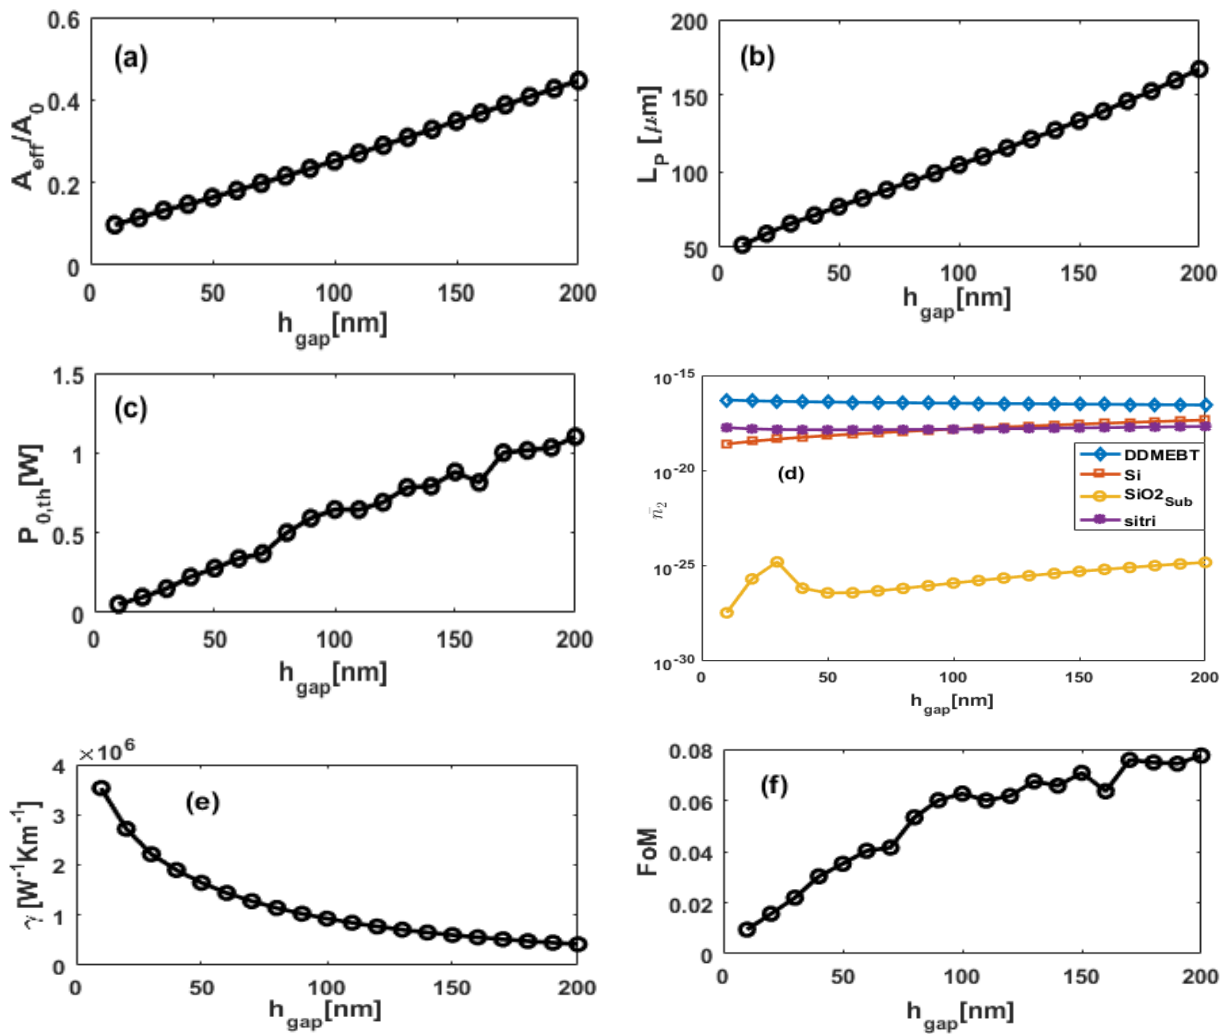 (a)
A_eff/A_0
0.6
0.4
0.2
0
0 50 100 150 200
h_gap[nm]
(b)
L_P [μm]
200
150
100
50
0 50 100 150 200
h_gap[nm]
(c)
P_0,th[W]
1.5
1
0.5
0
0 50 100 150 200
h_gap[nm]
(d)
n̄_2
10^-15
10^-20
10^-25
10^-30
0 50 100 150 200
h_gap[nm]
DDMEBT
Si
SiO2_Sub
sitri
(e)
γ [W^-1Km^-1]
×10^6
4
3
2
1
0
0 50 100 150 200
h_gap[nm]
(f)
FoM
0.08
0.06
0.04
0.02
0
0 50 100 150 200
h_gap[nm]